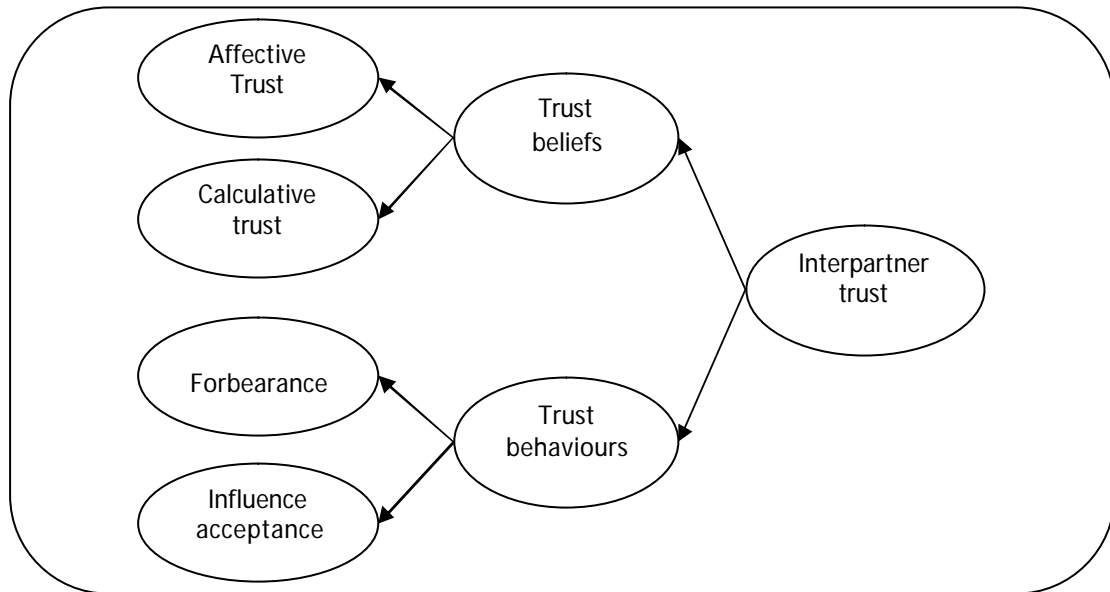 Affective
Trust
Calculative
trust
Forbearance
Influence
acceptance
Trust
beliefs
Trust
behaviours
Interpartner
trust